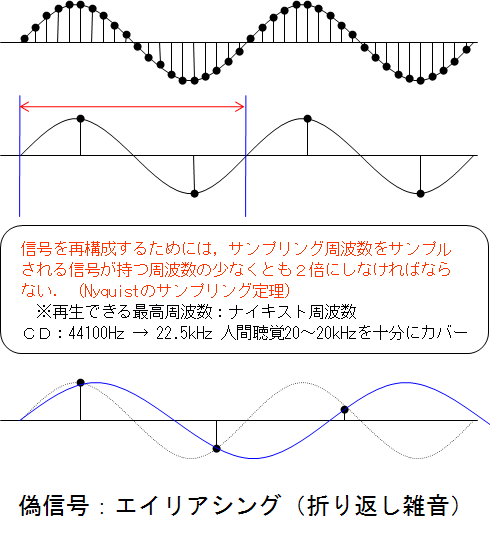 信号を再構成するためには，サンプリング周波数をサンプル
される信号が持つ周波数の少なくとも２倍にしなければなら
ない．（Nyquistのサンプリング定理）
※再生できる最高周波数：ナイキスト周波数
ＣＤ：44100Hz → 22.5kHz 人間聴覚20～20kHzを十分にカバー
偽信号：エイリアシング（折り返し雑音）